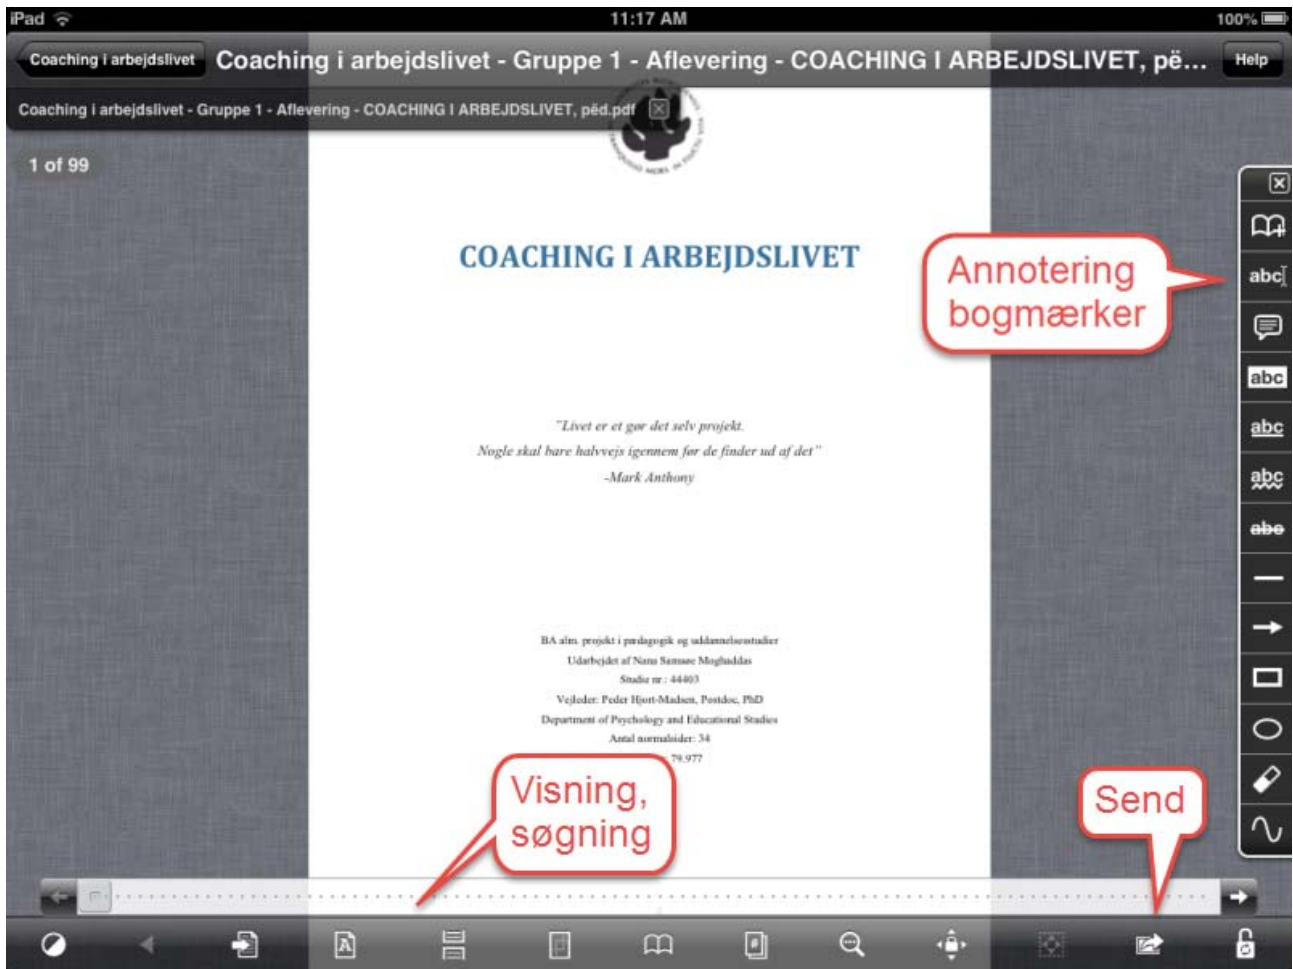 iPad 11:17 AM 100%
Coaching i arbejdslivet Coaching i arbejdslivet - Gruppe 1 - Aflevering - COACHING I ARBEJDSLIVET, pë... Help
Coaching i arbejdslivet - Gruppe 1 - Aflevering - COACHING I ARBEJDSLIVET, pëd.pdf
1 of 99
COACHING I ARBEJDSLIVET
Annotering
bogmærker
abc
abc
abc
abc
abc
"Livet er et gør det selv projekt.
Nogle skal bare halvvejs igennem før de finder ud af det"
-Mark Anthony
BA alm. projekt i pædagogik og uddannelsesstudier
Udarbejdet af Nana Samsøe Moghaddas
Studie nr.: 44403
Vejleder: Peder Hjort-Madsen, Postdoc, PhD
Department of Psychology and Educational Studies
Antal normalsider: 34
79.977
Visning,
søgning
Send
A
#